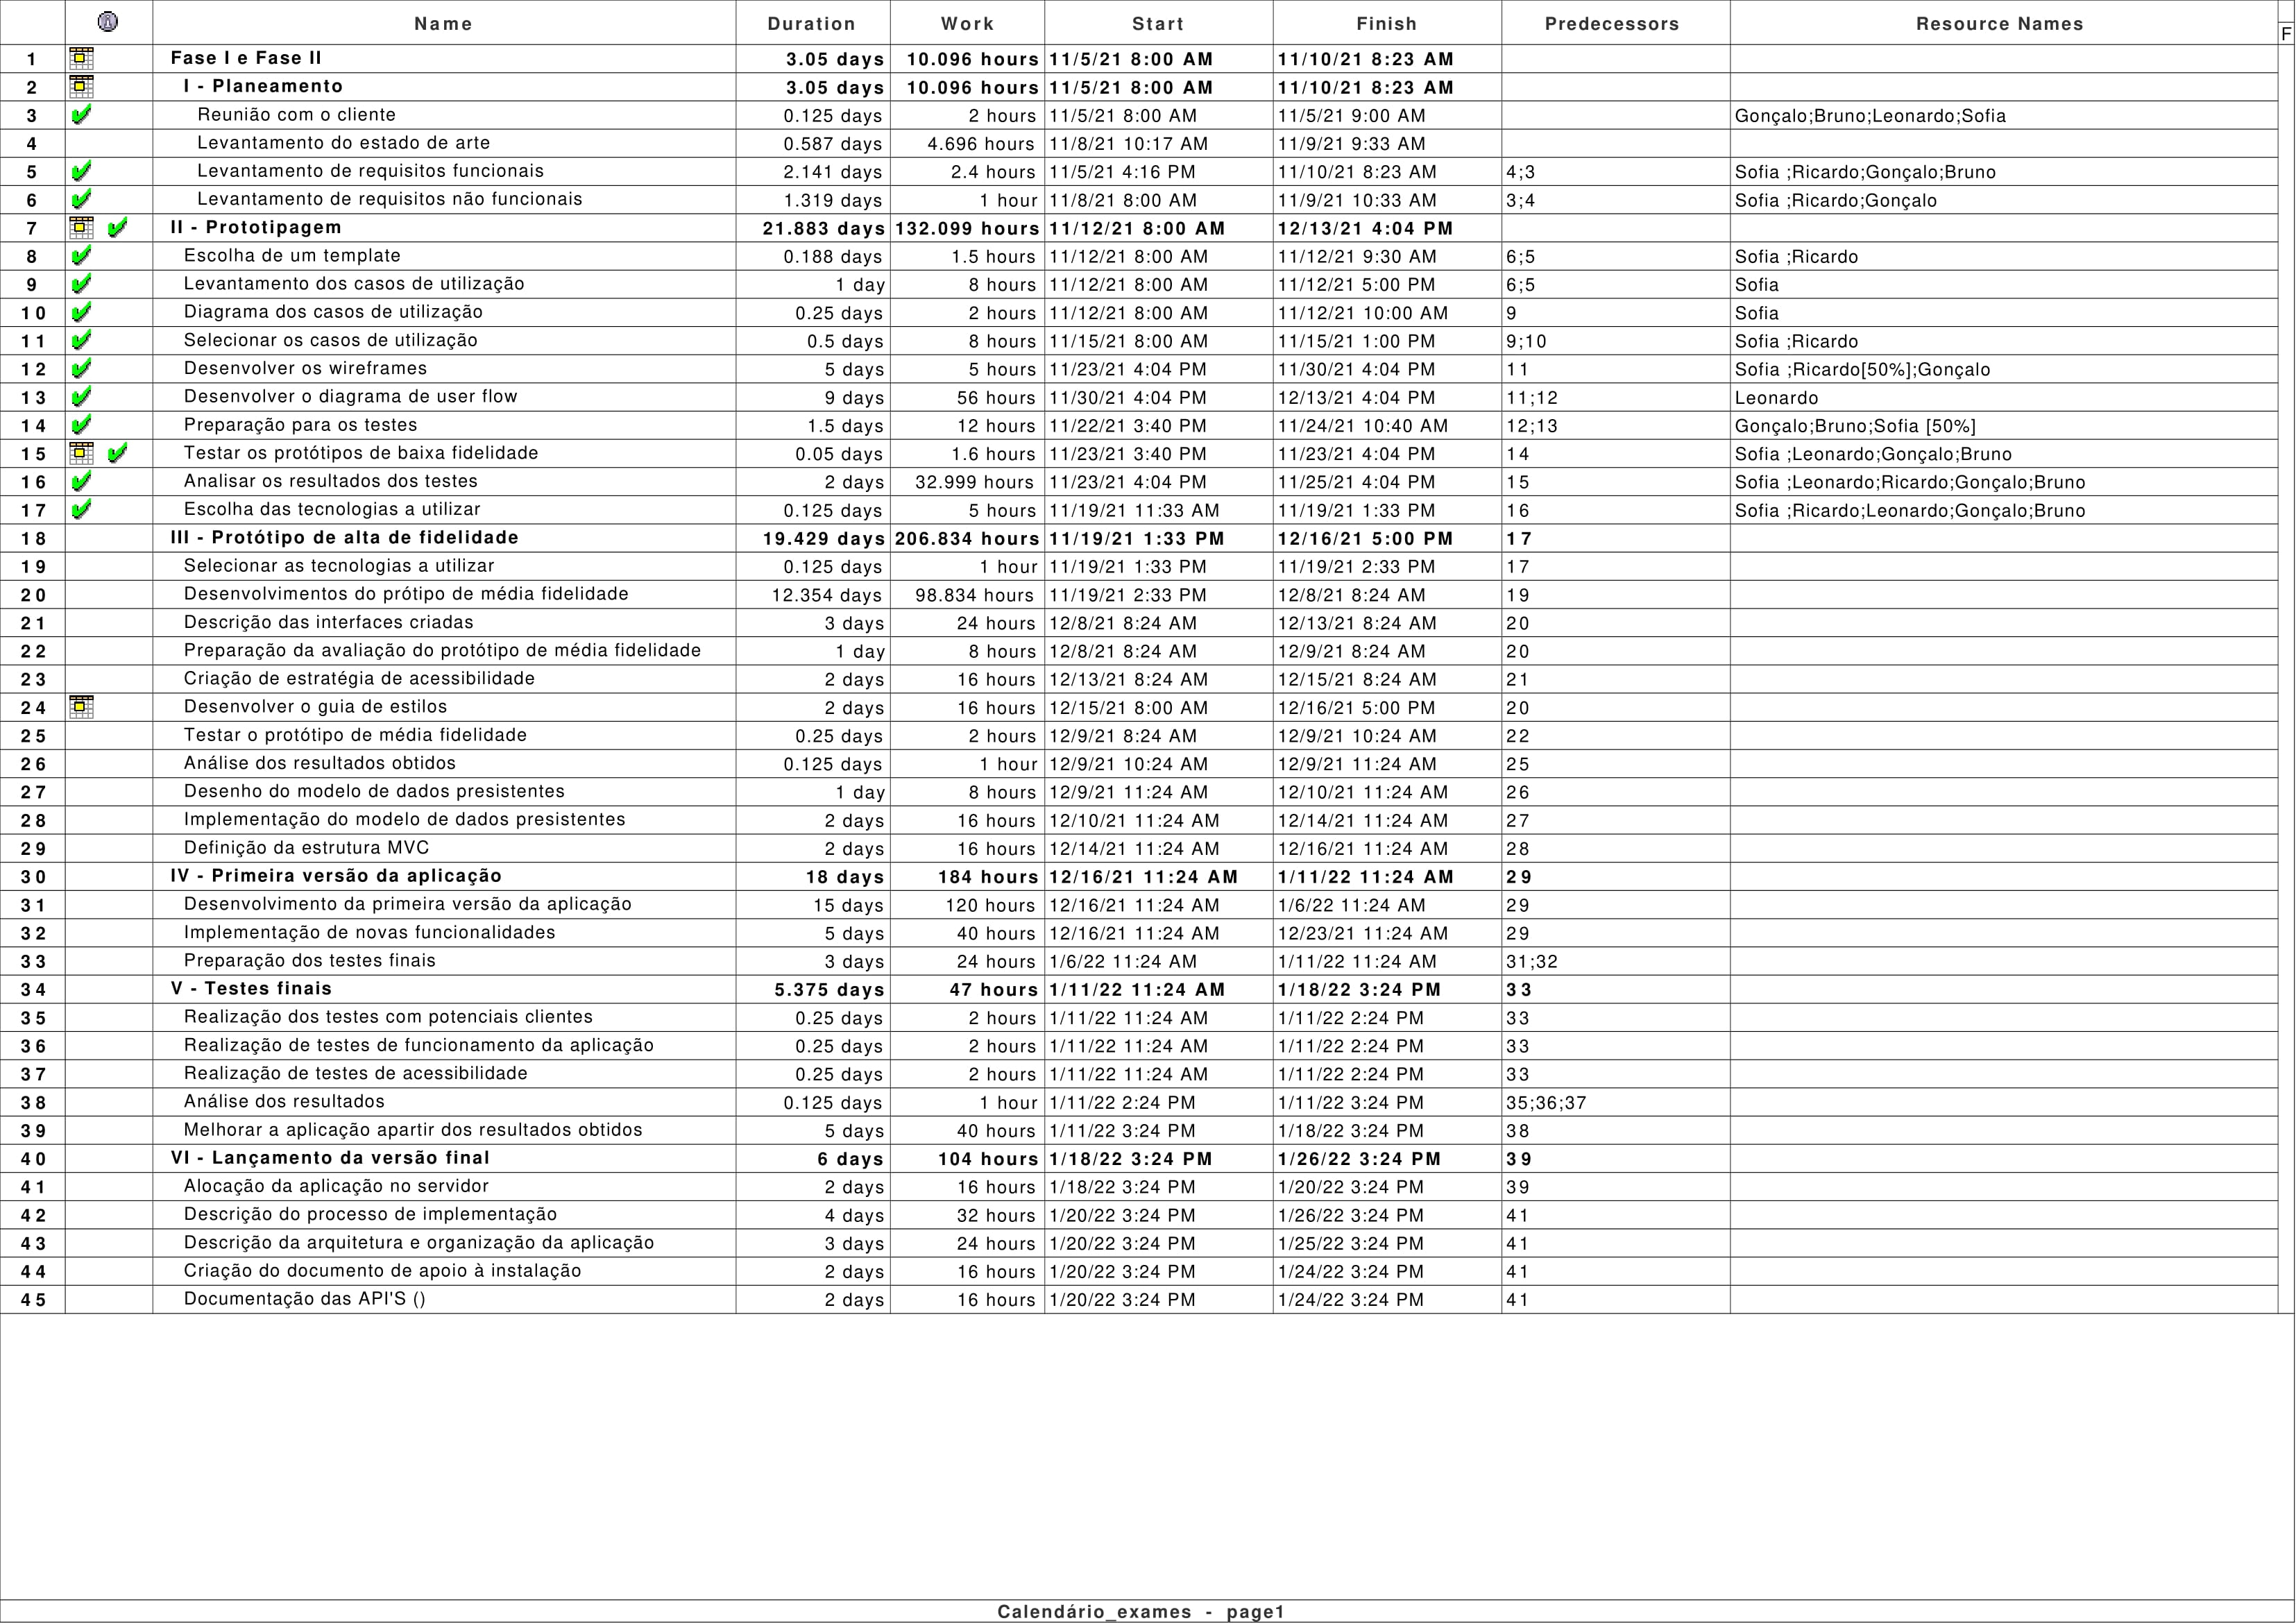 Name Duration Work Start Finish Predecessors Resource Names F
1 Fase I e Fase II 3.05 days 10.096 hours 11/5/21 8:00 AM 11/10/21 8:23 AM
2 I - Planeamento 3.05 days 10.096 hours 11/5/21 8:00 AM 11/10/21 8:23 AM
3 Reunião com o cliente 0.125 days 2 hours 11/5/21 8:00 AM 11/5/21 9:00 AM Gonçalo;Bruno;Leonardo;Sofia
4 Levantamento do estado de arte 0.587 days 4.696 hours 11/8/21 10:17 AM 11/9/21 9:33 AM
5 Levantamento de requisitos funcionais 2.141 days 2.4 hours 11/5/21 4:16 PM 11/10/21 8:23 AM 4;3 Sofia ;Ricardo;Gonçalo;Bruno
6 Levantamento de requisitos não funcionais 1.319 days 1 hour 11/8/21 8:00 AM 11/9/21 10:33 AM 3;4 Sofia ;Ricardo;Gonçalo
7 II - Prototipagem 21.883 days 132.099 hours 11/12/21 8:00 AM 12/13/21 4:04 PM
8 Escolha de um template 0.188 days 1.5 hours 11/12/21 8:00 AM 11/12/21 9:30 AM 6;5 Sofia ;Ricardo
9 Levantamento dos casos de utilização 1 day 8 hours 11/12/21 8:00 AM 11/12/21 5:00 PM 6;5 Sofia
10 Diagrama dos casos de utilização 0.25 days 2 hours 11/12/21 8:00 AM 11/12/21 10:00 AM 9 Sofia
11 Selecionar os casos de utilização 0.5 days 8 hours 11/15/21 8:00 AM 11/15/21 1:00 PM 9;10 Sofia ;Ricardo
12 Desenvolver os wireframes 5 days 5 hours 11/23/21 4:04 PM 11/30/21 4:04 PM 11 Sofia ;Ricardo[50%];Gonçalo
13 Desenvolver o diagrama de user flow 9 days 56 hours 11/30/21 4:04 PM 12/13/21 4:04 PM 11;12 Leonardo
14 Preparação para os testes 1.5 days 12 hours 11/22/21 3:40 PM 11/24/21 10:40 AM 12;13 Gonçalo;Bruno;Sofia [50%]
15 Testar os protótipos de baixa fidelidade 0.05 days 1.6 hours 11/23/21 3:40 PM 11/23/21 4:04 PM 14 Sofia ;Leonardo;Gonçalo;Bruno
16 Analisar os resultados dos testes 2 days 32.999 hours 11/23/21 4:04 PM 11/25/21 4:04 PM 15 Sofia ;Leonardo;Ricardo;Gonçalo;Bruno
17 Escolha das tecnologias a utilizar 0.125 days 5 hours 11/19/21 11:33 AM 11/19/21 1:33 PM 16 Sofia ;Ricardo;Leonardo;Gonçalo;Bruno
18 III - Protótipo de alta de fidelidade 19.429 days 206.834 hours 11/19/21 1:33 PM 12/16/21 5:00 PM 17
19 Selecionar as tecnologias a utilizar 0.125 days 1 hour 11/19/21 1:33 PM 11/19/21 2:33 PM 17
20 Desenvolvimentos do prótipo de média fidelidade 12.354 days 98.834 hours 11/19/21 2:33 PM 12/8/21 8:24 AM 19
21 Descrição das interfaces criadas 3 days 24 hours 12/8/21 8:24 AM 12/13/21 8:24 AM 20
22 Preparação da avaliação do protótipo de média fidelidade 1 day 8 hours 12/8/21 8:24 AM 12/9/21 8:24 AM 20
23 Criação de estratégia de acessibilidade 2 days 16 hours 12/13/21 8:24 AM 12/15/21 8:24 AM 21
24 Desenvolver o guia de estilos 2 days 16 hours 12/15/21 8:00 AM 12/16/21 5:00 PM 20
25 Testar o protótipo de média fidelidade 0.25 days 2 hours 12/9/21 8:24 AM 12/9/21 10:24 AM 22
26 Análise dos resultados obtidos 0.125 days 1 hour 12/9/21 10:24 AM 12/9/21 11:24 AM 25
27 Desenho do modelo de dados presistentes 1 day 8 hours 12/9/21 11:24 AM 12/10/21 11:24 AM 26
28 Implementação do modelo de dados presistentes 2 days 16 hours 12/10/21 11:24 AM 12/14/21 11:24 AM 27
29 Definição da estrutura MVC 2 days 16 hours 12/14/21 11:24 AM 12/16/21 11:24 AM 28
30 IV - Primeira versão da aplicação 18 days 184 hours 12/16/21 11:24 AM 1/11/22 11:24 AM 29
31 Desenvolvimento da primeira versão da aplicação 15 days 120 hours 12/16/21 11:24 AM 1/6/22 11:24 AM 29
32 Implementação de novas funcionalidades 5 days 40 hours 12/16/21 11:24 AM 12/23/21 11:24 AM 29
33 Preparação dos testes finais 3 days 24 hours 1/6/22 11:24 AM 1/11/22 11:24 AM 31;32
34 V - Testes finais 5.375 days 47 hours 1/11/22 11:24 AM 1/18/22 3:24 PM 33
35 Realização dos testes com potenciais clientes 0.25 days 2 hours 1/11/22 11:24 AM 1/11/22 2:24 PM 33
36 Realização de testes de funcionamento da aplicação 0.25 days 2 hours 1/11/22 11:24 AM 1/11/22 2:24 PM 33
37 Realização de testes de acessibilidade 0.25 days 2 hours 1/11/22 11:24 AM 1/11/22 2:24 PM 33
38 Análise dos resultados 0.125 days 1 hour 1/11/22 2:24 PM 1/11/22 3:24 PM 35;36;37
39 Melhorar a aplicação apartir dos resultados obtidos 5 days 40 hours 1/11/22 3:24 PM 1/18/22 3:24 PM 38
40 VI - Lançamento da versão final 6 days 104 hours 1/18/22 3:24 PM 1/26/22 3:24 PM 39
41 Alocação da aplicação no servidor 2 days 16 hours 1/18/22 3:24 PM 1/20/22 3:24 PM 39
42 Descrição do processo de implementação 4 days 32 hours 1/20/22 3:24 PM 1/26/22 3:24 PM 41
43 Descrição da arquitetura e organização da aplicação 3 days 24 hours 1/20/22 3:24 PM 1/25/22 3:24 PM 41
44 Criação do documento de apoio à instalação 2 days 16 hours 1/20/22 3:24 PM 1/24/22 3:24 PM 41
45 Documentação das API'S () 2 days 16 hours 1/20/22 3:24 PM 1/24/22 3:24 PM 41
Calendário_exames - page1